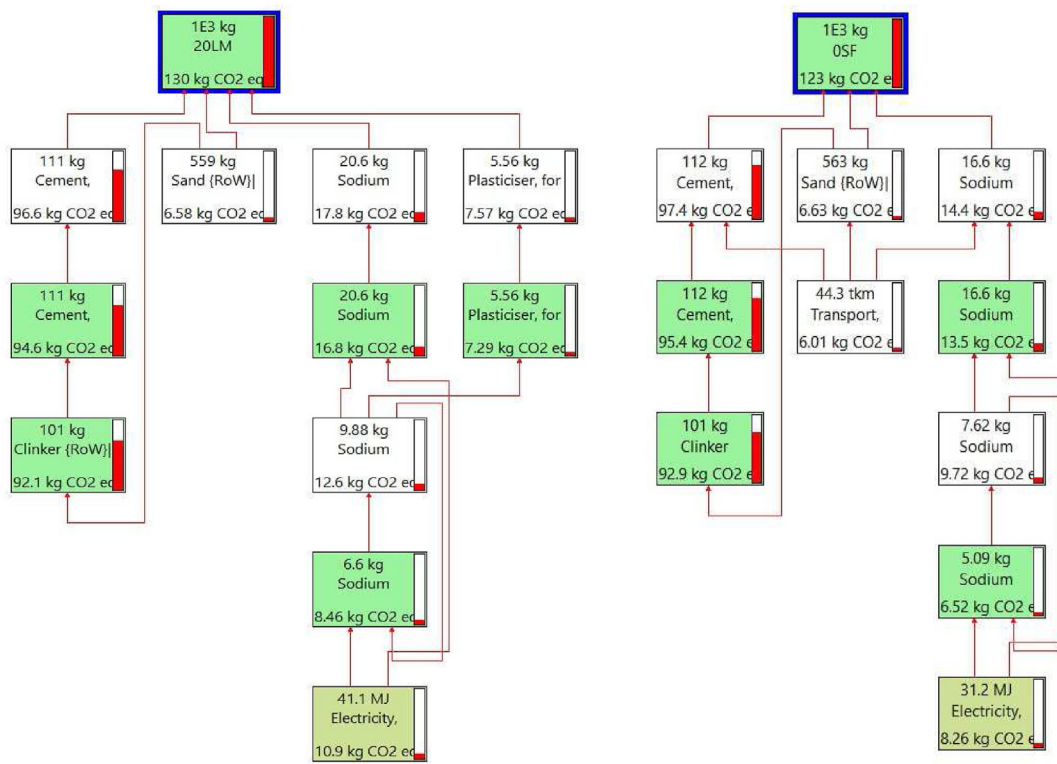 1E3 kg
20LM
130 kg CO2 eq
111 kg
Cement,
96.6 kg CO2 eq
559 kg
Sand {RoW}|
6.58 kg CO2 eq
20.6 kg
Sodium
17.8 kg CO2 eq
5.56 kg
Plasticiser, for
7.57 kg CO2 eq
111 kg
Cement,
94.6 kg CO2 eq
20.6 kg
Sodium
16.8 kg CO2 eq
5.56 kg
Plasticiser, for
7.29 kg CO2 eq
101 kg
Clinker {RoW}|
92.1 kg CO2 eq
9.88 kg
Sodium
12.6 kg CO2 eq
6.6 kg
Sodium
8.46 kg CO2 eq
41.1 MJ
Electricity,
10.9 kg CO2 eq
1E3 kg
0SF
123 kg CO2 e
112 kg
Cement,
97.4 kg CO2 e
563 kg
Sand {RoW}|
6.63 kg CO2 e
16.6 kg
Sodium
14.4 kg CO2 e
112 kg
Cement,
95.4 kg CO2 e
44.3 tkm
Transport,
6.01 kg CO2 e
16.6 kg
Sodium
13.5 kg CO2 e
101 kg
Clinker
92.9 kg CO2 e
7.62 kg
Sodium
9.72 kg CO2 e
5.09 kg
Sodium
6.52 kg CO2 e
31.2 MJ
Electricity,
8.26 kg CO2 e